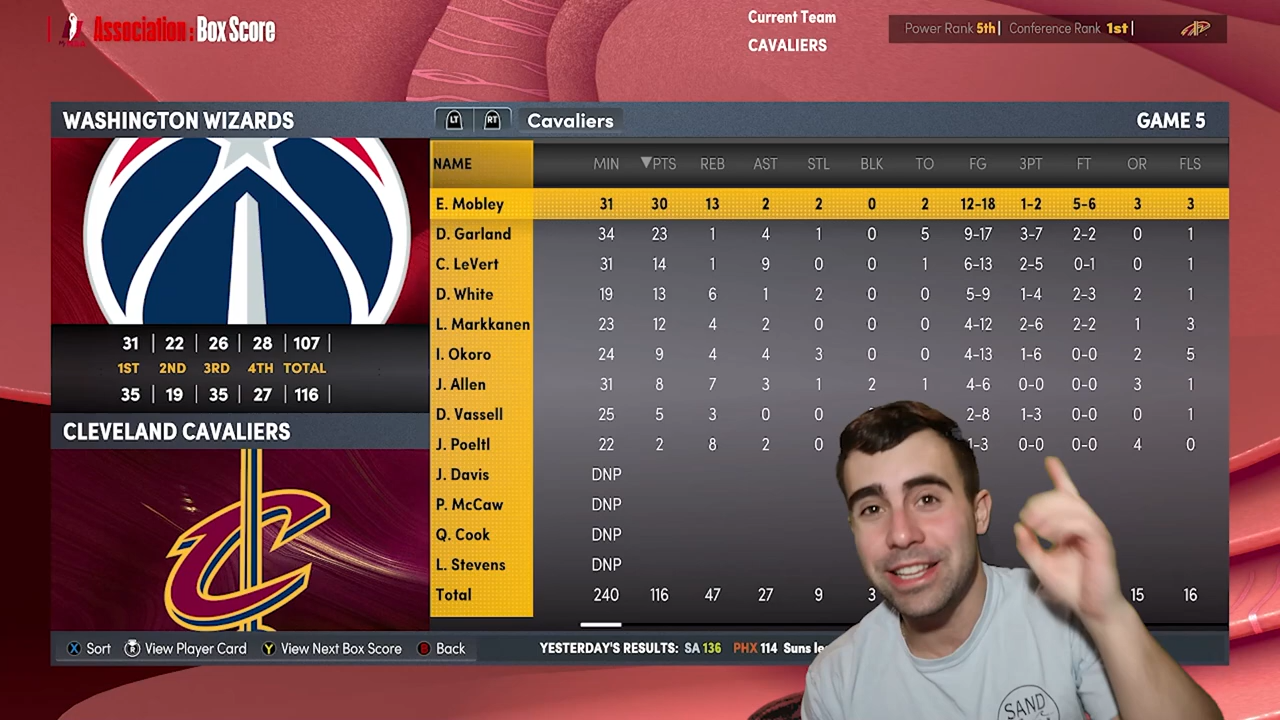 Association: Box Score
Current Team
CAVALIERS
Power Rank 5th | Conference Rank 1st |
WASHINGTON WIZARDS
LT RT Cavaliers GAME 5
NAME MIN ▼PTS REB AST STL BLK TO FG 3PT FT OR FLS
E. Mobley 31 30 13 2 2 0 2 12-18 1-2 5-6 3 3
D. Garland 34 23 1 4 1 0 5 9-17 3-7 2-2 0 1
C. LeVert 31 14 1 9 0 0 1 6-13 2-5 0-1 0 1
D. White 19 13 6 1 2 0 0 5-9 1-4 2-3 2 1
L. Markkanen 23 12 4 2 0 0 0 4-12 2-6 2-2 1 3
I. Okoro 24 9 4 4 3 0 0 4-13 1-6 0-0 2 5
J. Allen 31 8 7 3 1 2 1 4-6 0-0 0-0 3 1
D. Vassell 25 5 3 0 0 2-8 1-3 0-0 0 1
J. Poeltl 22 2 8 2 0 1-3 0-0 0-0 4 0
J. Davis DNP
P. McCaw DNP
Q. Cook DNP
L. Stevens DNP
Total 240 116 47 27 9 3 15 16
31 | 22 | 26 | 28 | 107 |
1ST 2ND 3RD 4TH TOTAL
35 | 19 | 35 | 27 | 116 |
CLEVELAND CAVALIERS
X Sort R View Player Card Y View Next Box Score B Back
YESTERDAY'S RESULTS: SA 136 PHX 114 Suns
SAND